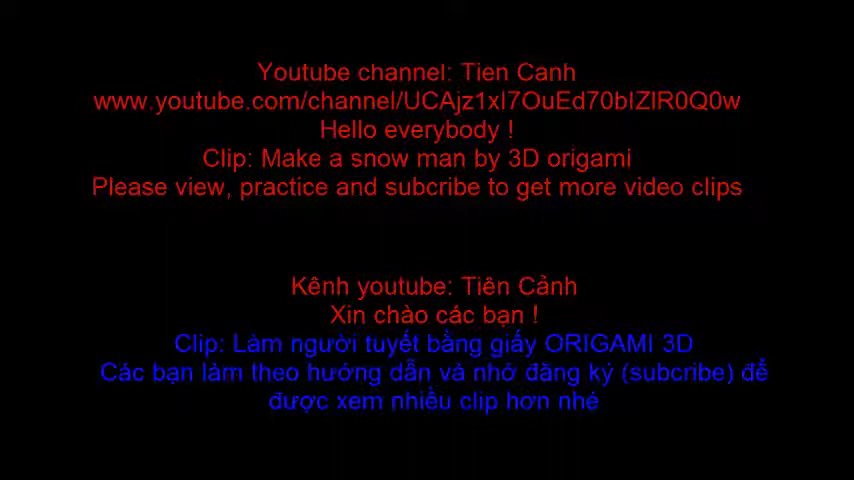 Youtube channel: Tien Canh
www.youtube.com/channel/UCAjz1xI7OuEd70bIZIR0Q0w
Hello everybody !
Clip: Make a snow man by 3D origami
Please view, practice and subcribe to get more video clips
Kênh youtube: Tiên Cảnh
Xin chào các bạn !
Clip: Làm người tuyết bằng giấy ORIGAMI 3D
Các bạn làm theo hướng dẫn và nhớ đăng ký (subcribe) để
được xem nhiều clip hơn nhé